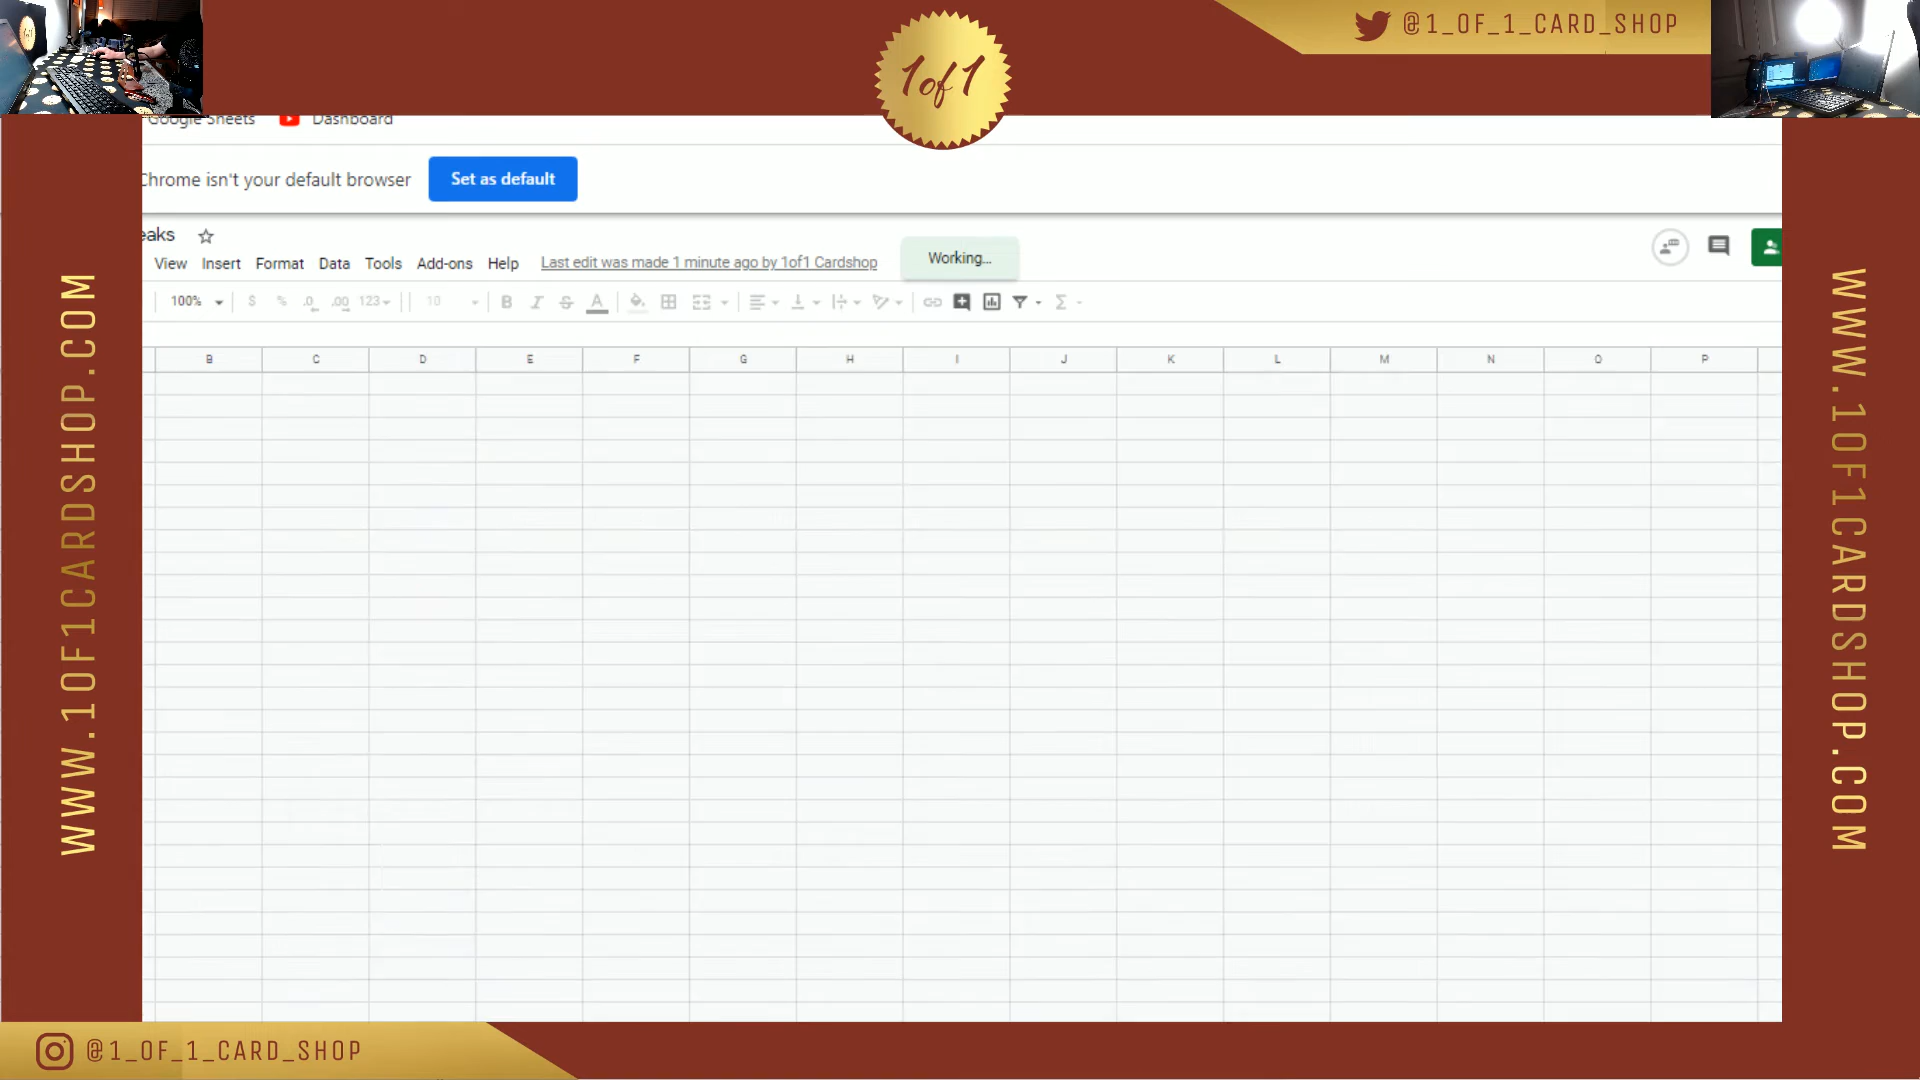 @1_OF_1_CARD_SHOP
1of1
Google Sheets Dashboard
Chrome isn't your default browser Set as default
eaks
View Insert Format Data Tools Add-ons Help Last edit was made 1 minute ago by 1of1 Cardshop Working...
100% $ % .0 .00 123 10 B I S A Σ
B C D E F G H I J K L M N O P
WWW.1OF1CARDSHOP.COM
WWW.1OF1CARDSHOP.COM
@1_OF_1_CARD_SHOP